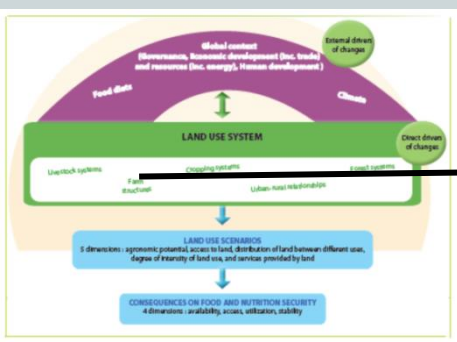 External drivers
of changes
Global context
(Governance, Economic development (inc. trade)
and resources (inc. energy), Human development)
Food diets
Climate
LAND USE SYSTEM
Direct drivers
of changes
Livestock systems
Cropping systems
Forest systems
Farm
structures
Urban-rural relationships
LAND USE SCENARIOS
5 dimensions : agronomic potential, access to land, distribution of land between different uses,
degree of intensity of land use, and services provided by land
CONSEQUENCES ON FOOD AND NUTRITION SECURITY
4 dimensions : availability, access, utilization, stability